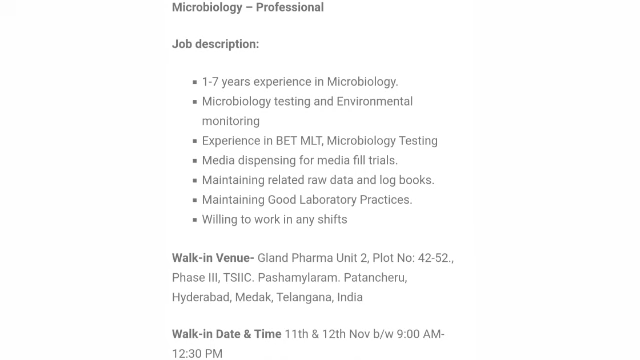 Microbiology – Professional
Job description:
▪ 1-7 years experience in Microbiology.
▪ Microbiology testing and Environmental
monitoring
▪ Experience in BET MLT, Microbiology Testing
▪ Media dispensing for media fill trials.
▪ Maintaining related raw data and log books.
▪ Maintaining Good Laboratory Practices.
▪ Willing to work in any shifts
Walk-in Venue- Gland Pharma Unit 2, Plot No: 42-52.,
Phase III, TSIIC. Pashamylaram. Patancheru,
Hyderabad, Medak, Telangana, India
Walk-in Date & Time 11th & 12th Nov b/w 9:00 AM-
12:30 PM